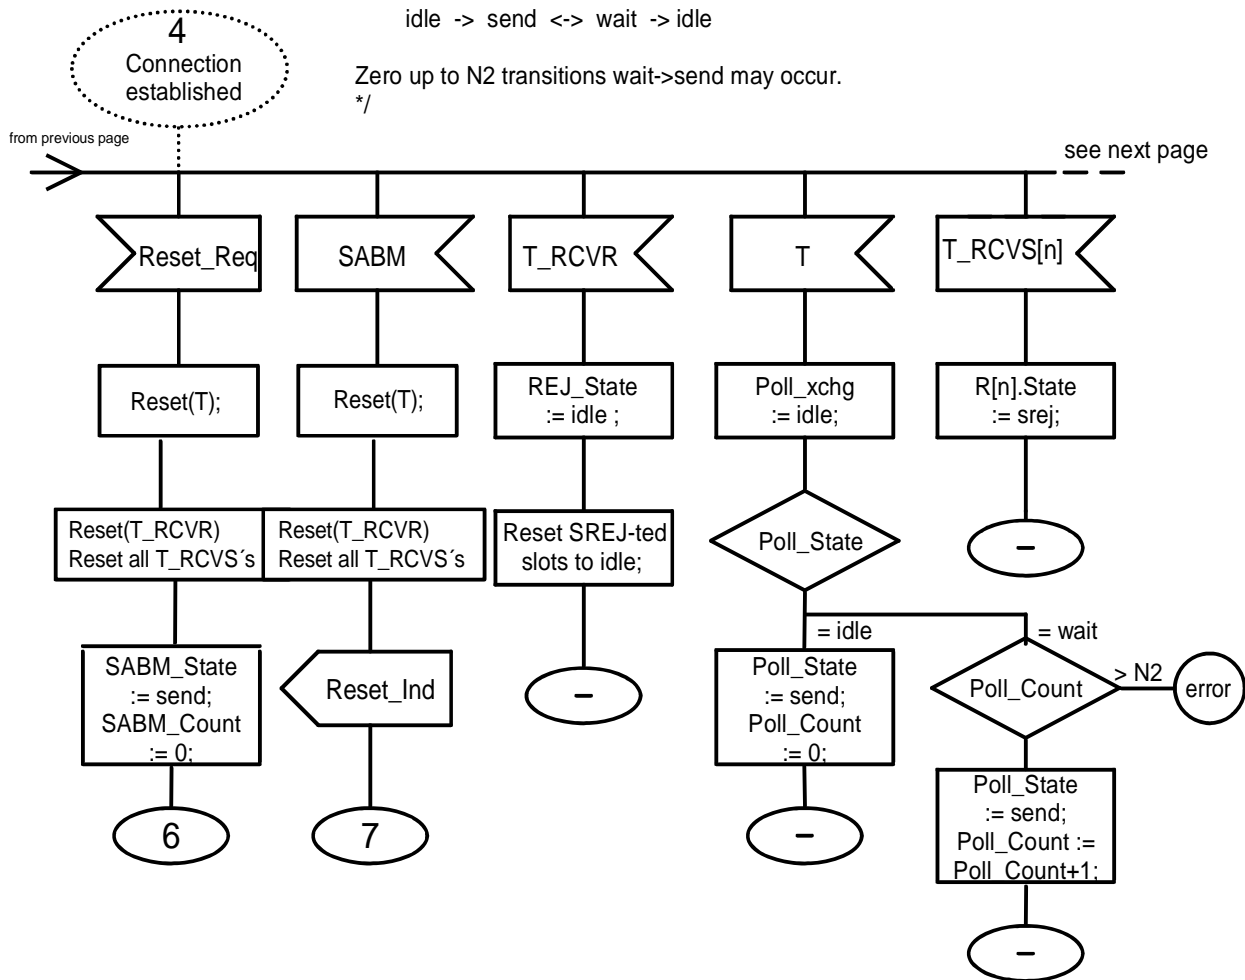 idle -> send <-> wait -> idle
Zero up to N2 transitions wait->send may occur.
*/
4
Connection
established
from previous page
see next page
Reset_Req
SABM
T_RCVR
T
T_RCVS[n]
Reset(T);
Reset(T);
REJ_State
:= idle ;
Poll_xchg
:= idle;
R[n].State
:= srej;
Reset(T_RCVR)
Reset all T_RCVS´s
Reset(T_RCVR)
Reset all T_RCVS´s
Reset SREJ-ted
slots to idle;
Poll_State
–
= idle
= wait
SABM_State
:= send;
SABM_Count
:= 0;
Reset_Ind
–
Poll_State
:= send;
Poll_Count
:= 0;
Poll_Count
> N2
error
6
7
–
Poll_State
:= send;
Poll_Count :=
Poll_Count+1;
–